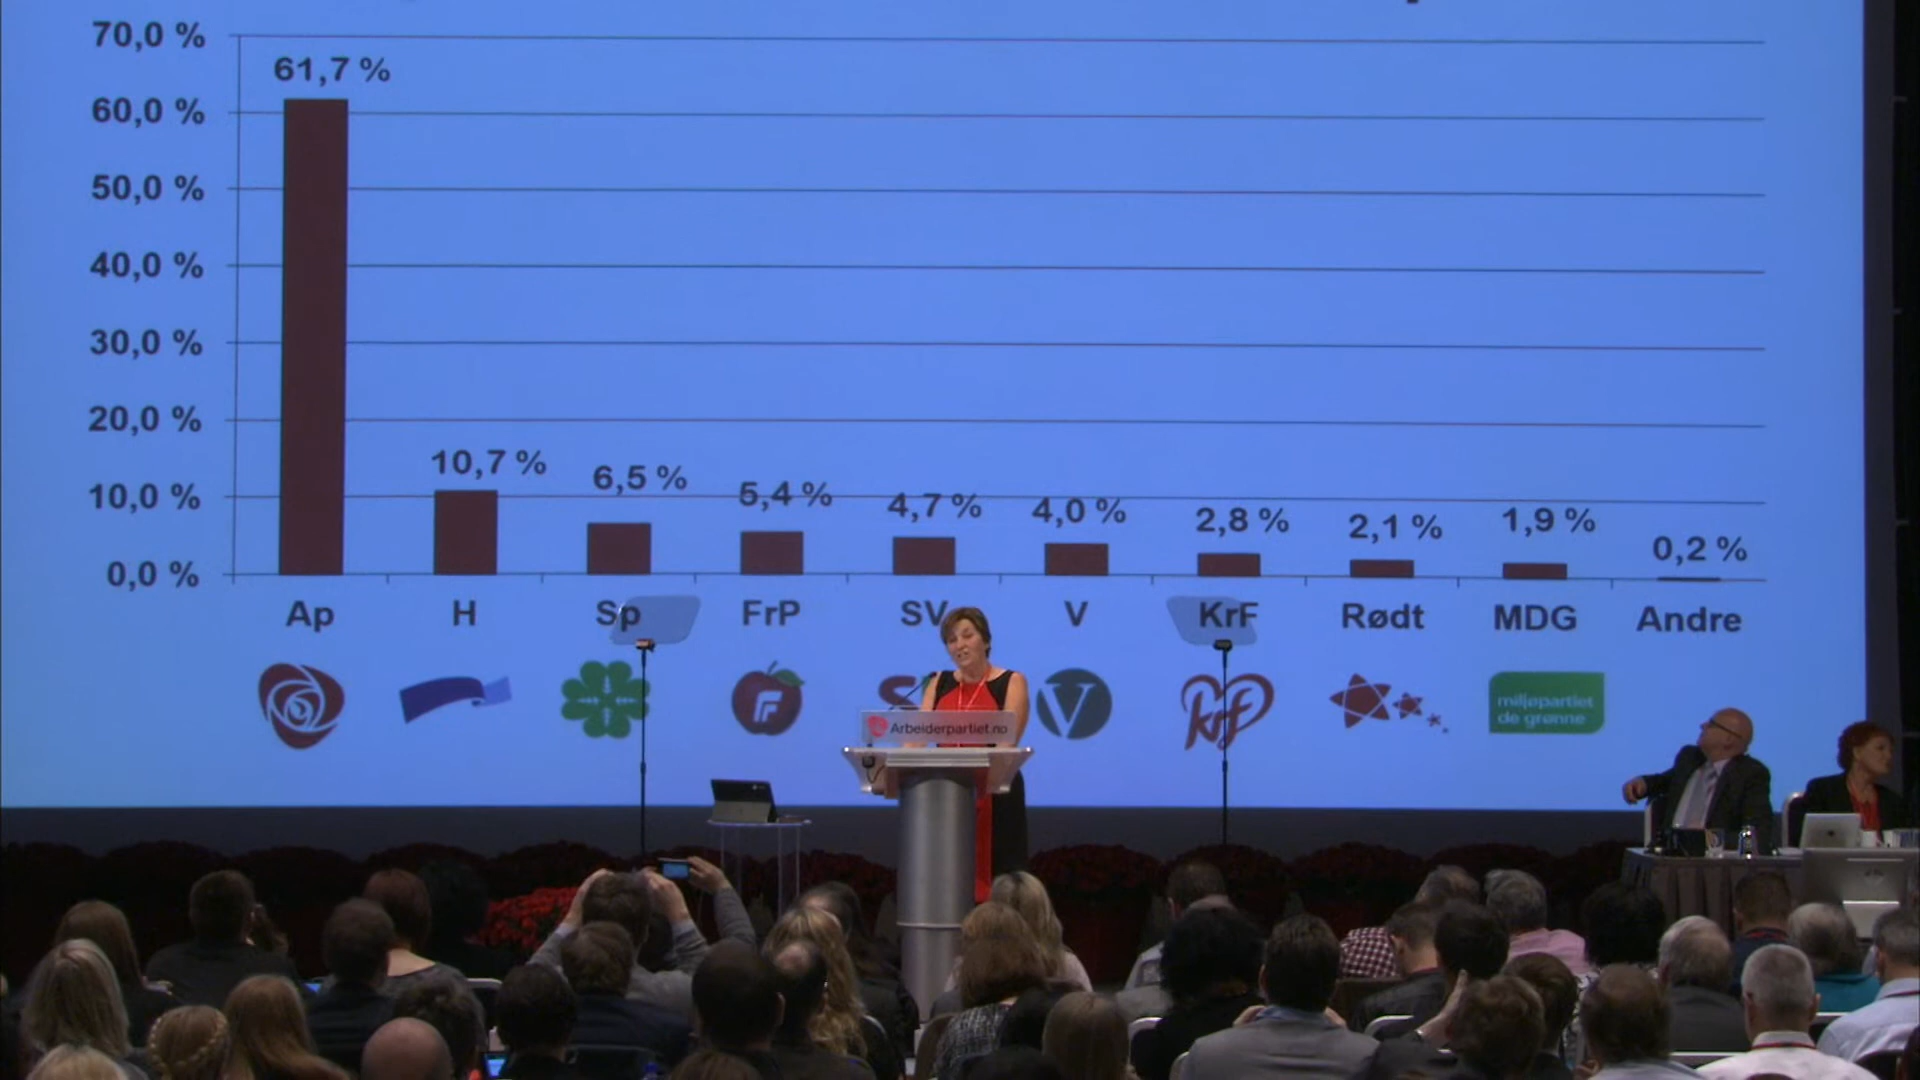 70,0 %
61,7 %
60,0 %
50,0 %
40,0 %
30,0 %
20,0 %
10,7 %
6,5 %
5,4 %
4,7 %
4,0 %
2,8 %
2,1 %
1,9 %
0,2 %
10,0 %
0,0 %
Ap H Sp FrP SV V KrF Rødt MDG Andre
F
V
KrF
miljøpartiet
de grønne
Arbeiderpartiet.no